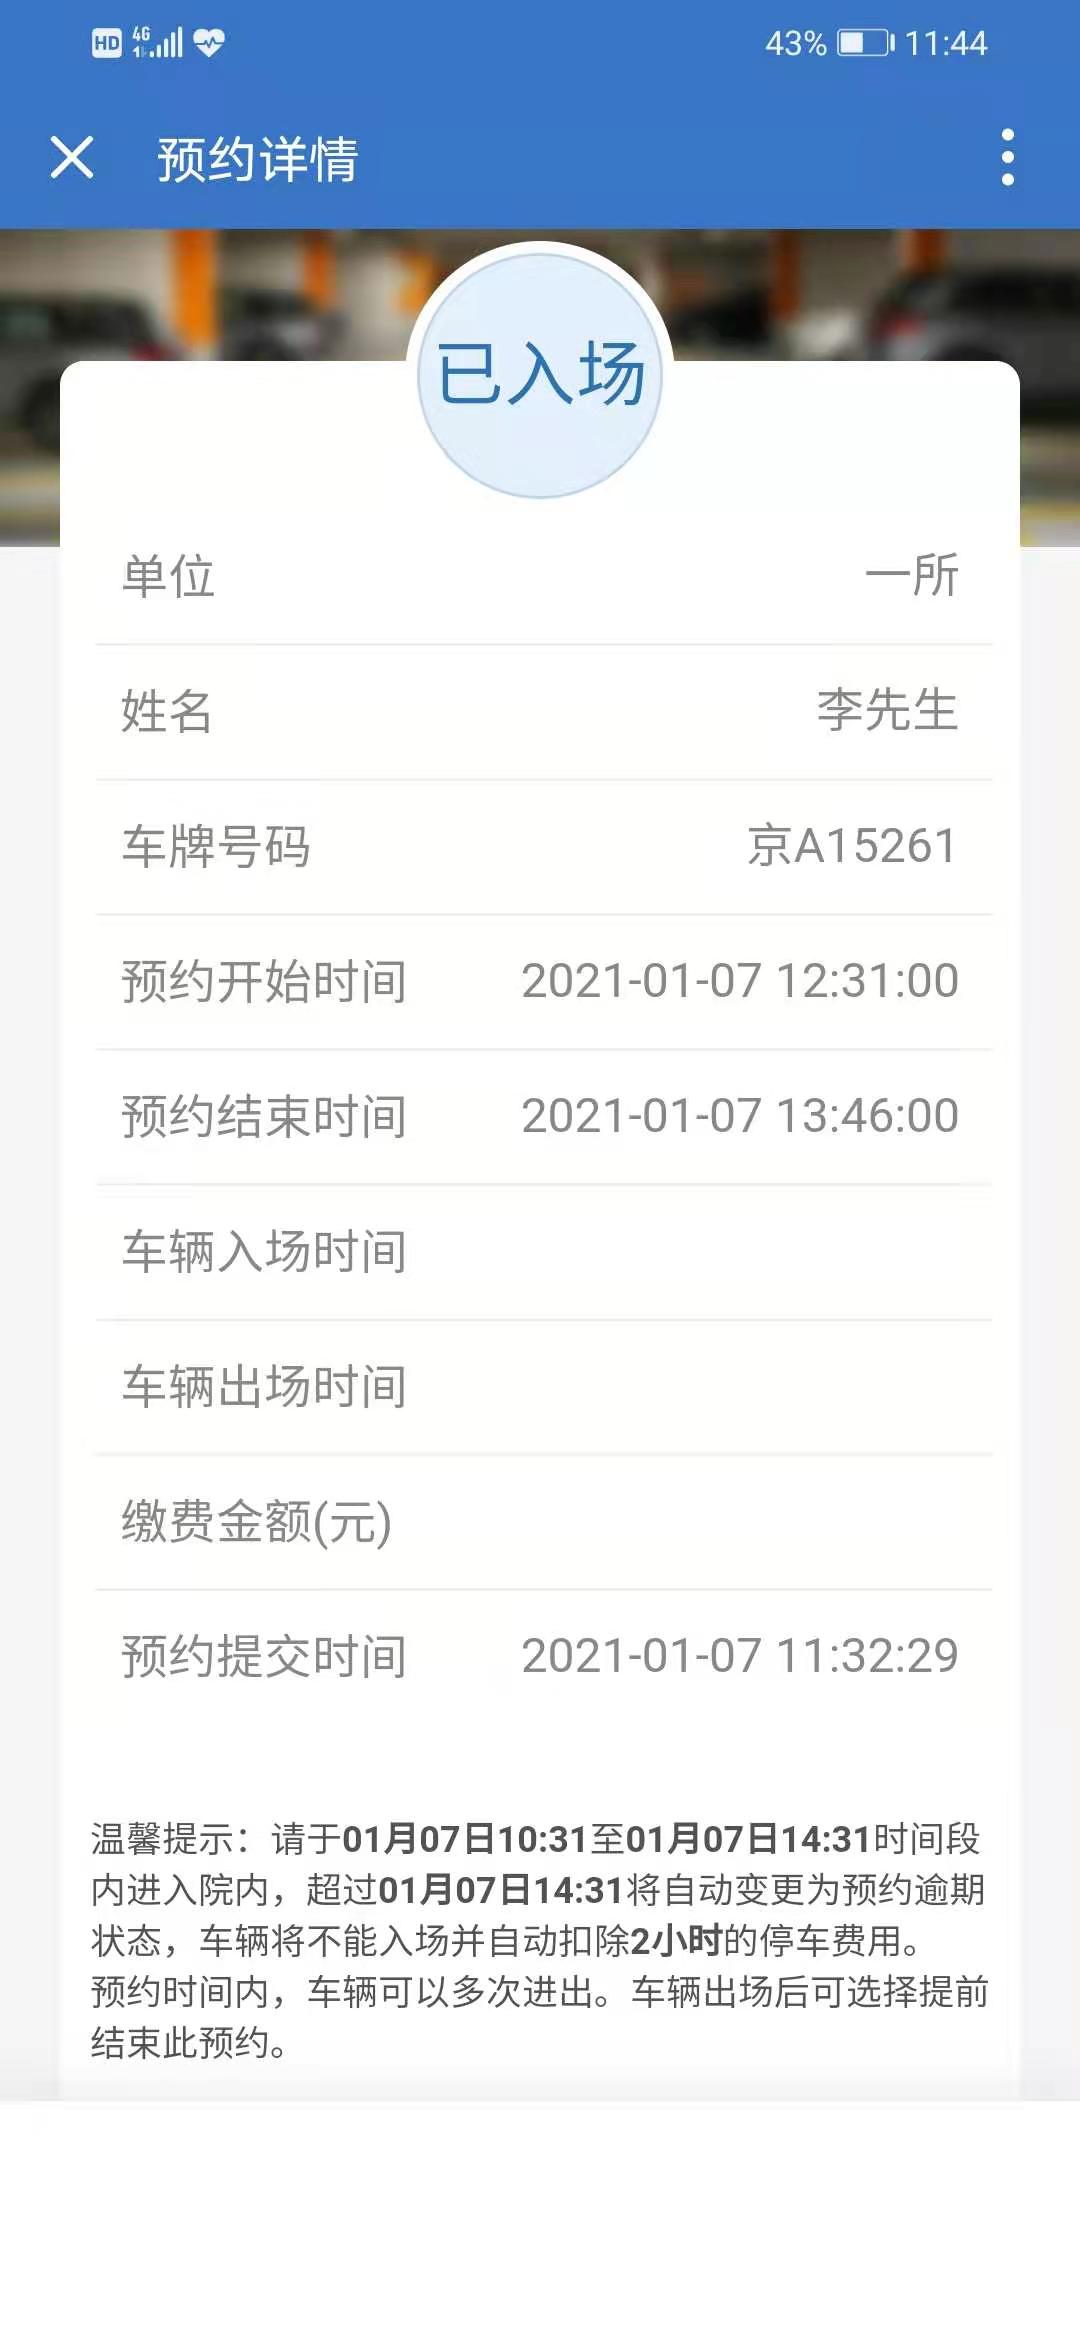 HD 4G 43% 11:44
预约详情
已入场
单位 一所
姓名 李先生
车牌号码 京A15261
预约开始时间 2021-01-07 12:31:00
预约结束时间 2021-01-07 13:46:00
车辆入场时间
车辆出场时间
缴费金额(元)
预约提交时间 2021-01-07 11:32:29
温馨提示：请于01月07日10:31至01月07日14:31时间段
内进入院内，超过01月07日14:31将自动变更为预约逾期
状态，车辆将不能入场并自动扣除2小时的停车费用。
预约时间内，车辆可以多次进出。车辆出场后可选择提前
结束此预约。